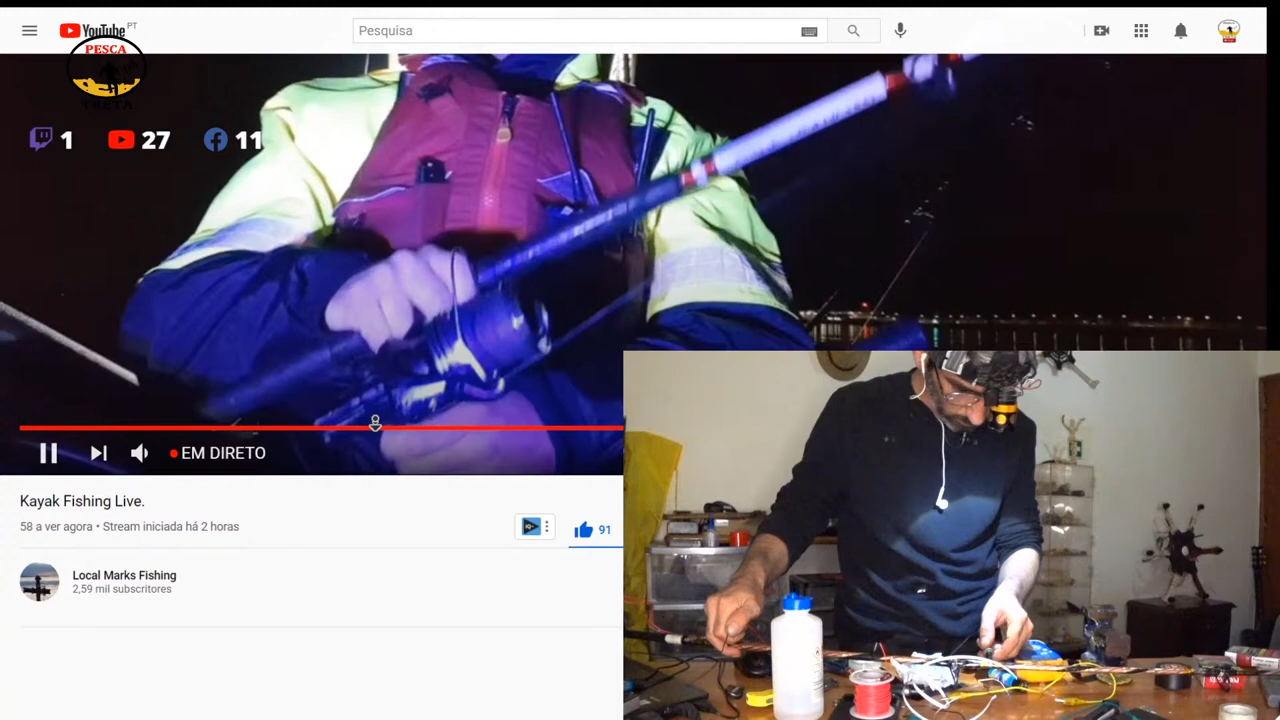 YouTube PT
Pesquisa
PESCA
TRETA
1 27 11
EM DIRETO
Kayak Fishing Live.
58 a ver agora • Stream iniciada há 2 horas
91
Local Marks Fishing
2,59 mil subscritores